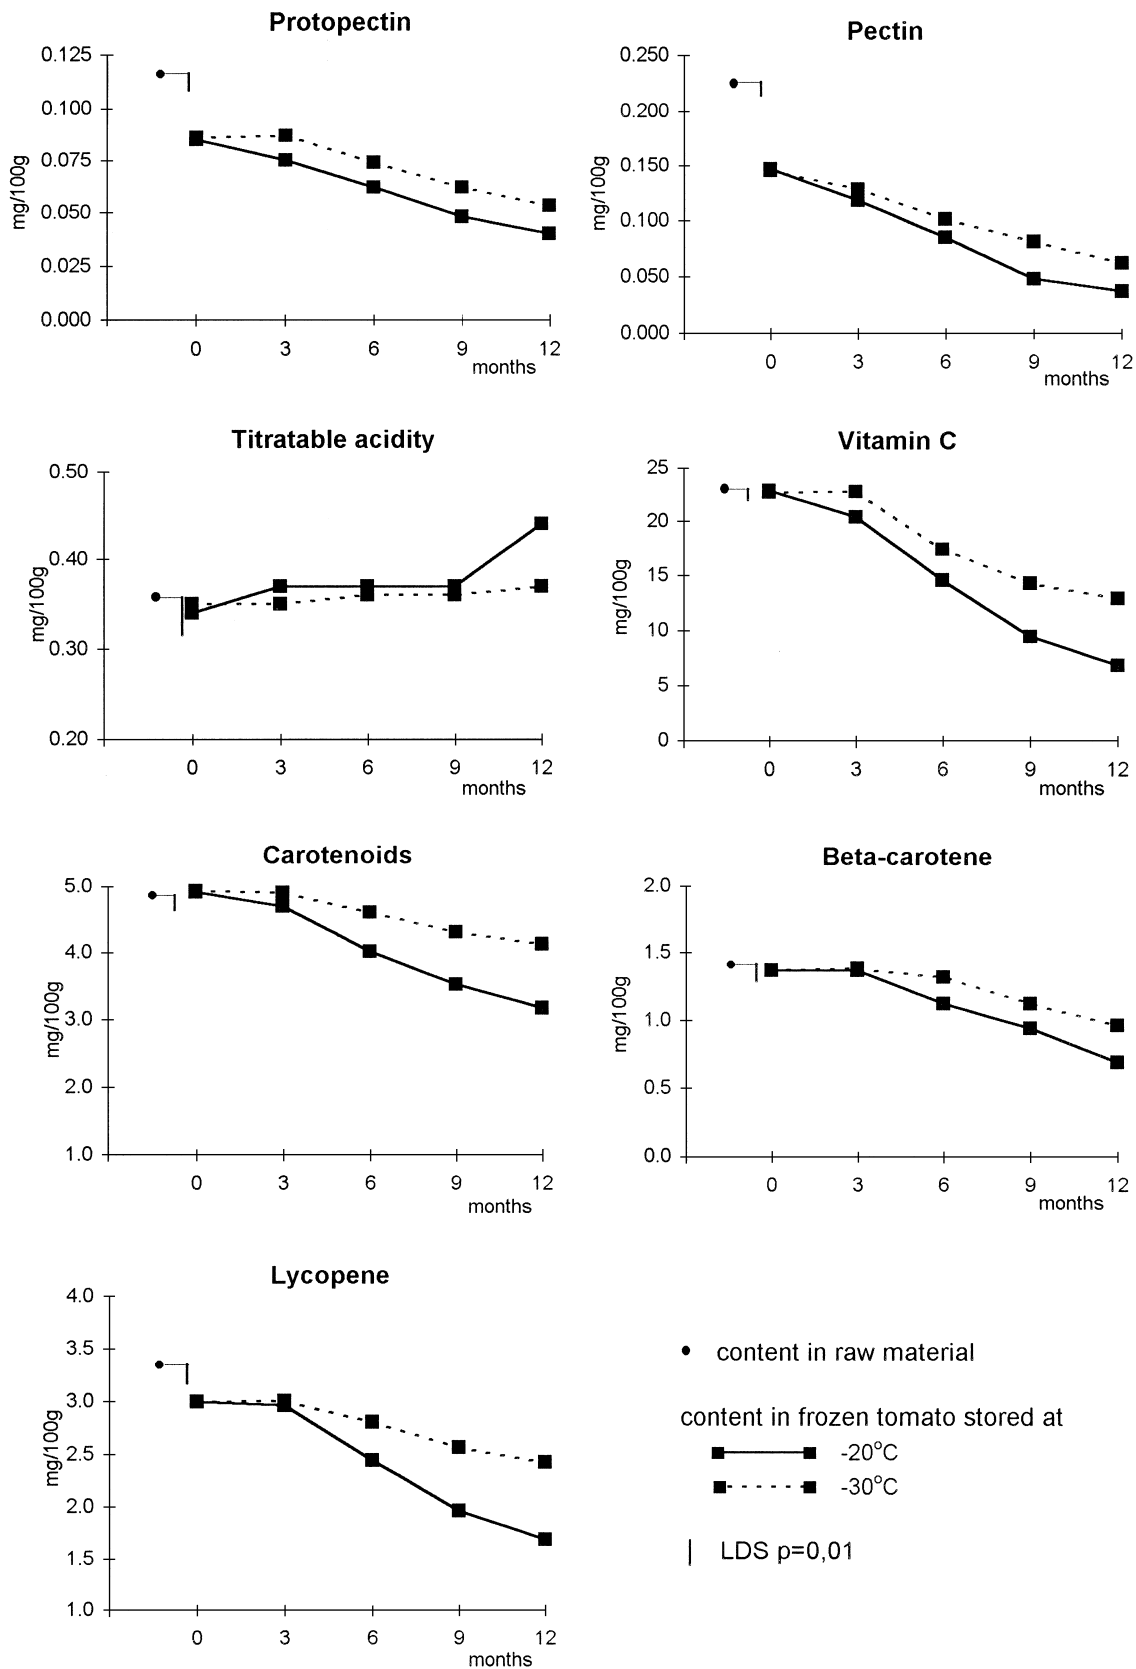 Protopectin
0.125
0.100
0.075
0.050
0.025
0.000
mg/100g
0 3 6 9 12
months
Pectin
0.250
0.200
0.150
0.100
0.050
0.000
mg/100g
0 3 6 9 12
months
Titratable acidity
0.50
0.40
0.30
0.20
mg/100g
0 3 6 9 12
months
Vitamin C
25
20
15
10
5
0
mg/100g
0 3 6 9 12
months
Carotenoids
5.0
4.0
3.0
2.0
1.0
mg/100g
0 3 6 9 12
months
Beta-carotene
2.0
1.5
1.0
0.5
0.0
mg/100g
0 3 6 9 12
months
Lycopene
4.0
3.5
3.0
2.5
2.0
1.5
1.0
mg/100g
0 3 6 9 12
months
content in raw material
content in frozen tomato stored at
-20°C
-30°C
LDS p=0,01